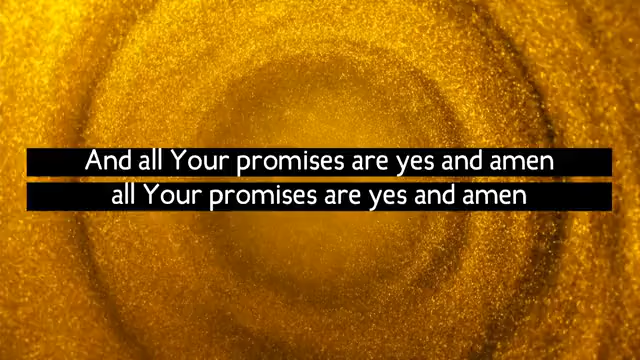 And all Your promises are yes and amen
all Your promises are yes and amen